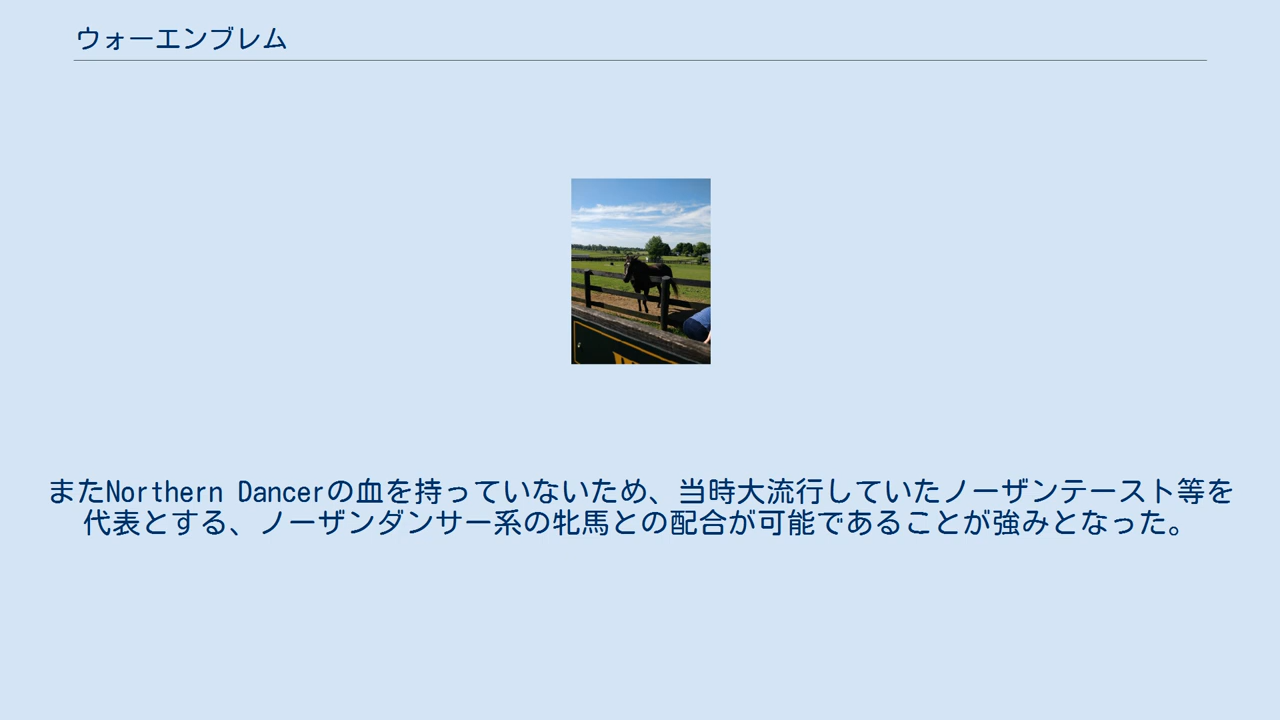 ウォーエンブレム
またNorthern Dancerの血を持っていないため、当時大流行していたノーザンテースト等を
代表とする、ノーザンダンサー系の牝馬との配合が可能であることが強みとなった。